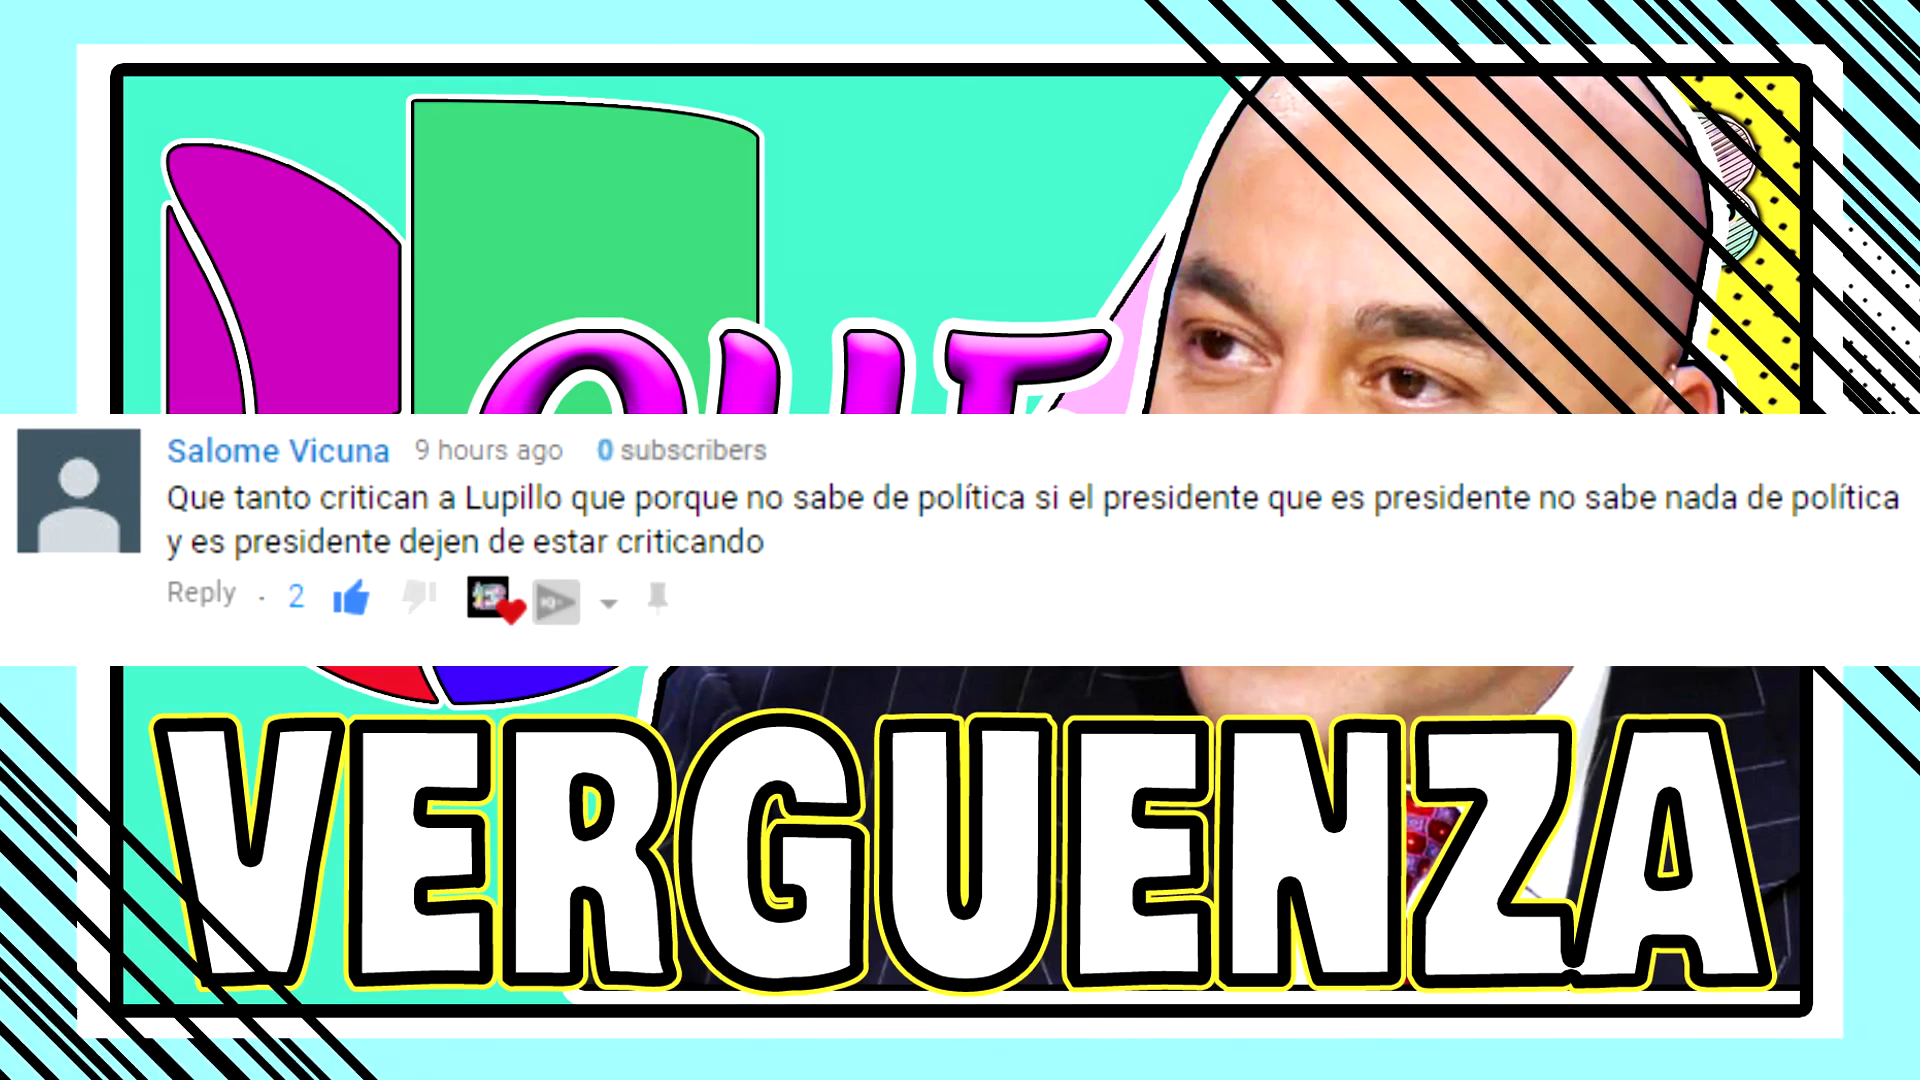 QUE
Salome Vicuna 9 hours ago 0 subscribers
Que tanto critican a Lupillo que porque no sabe de política si el presidente que es presidente no sabe nada de política
y es presidente dejen de estar criticando
Reply · 2
VERGUENZA